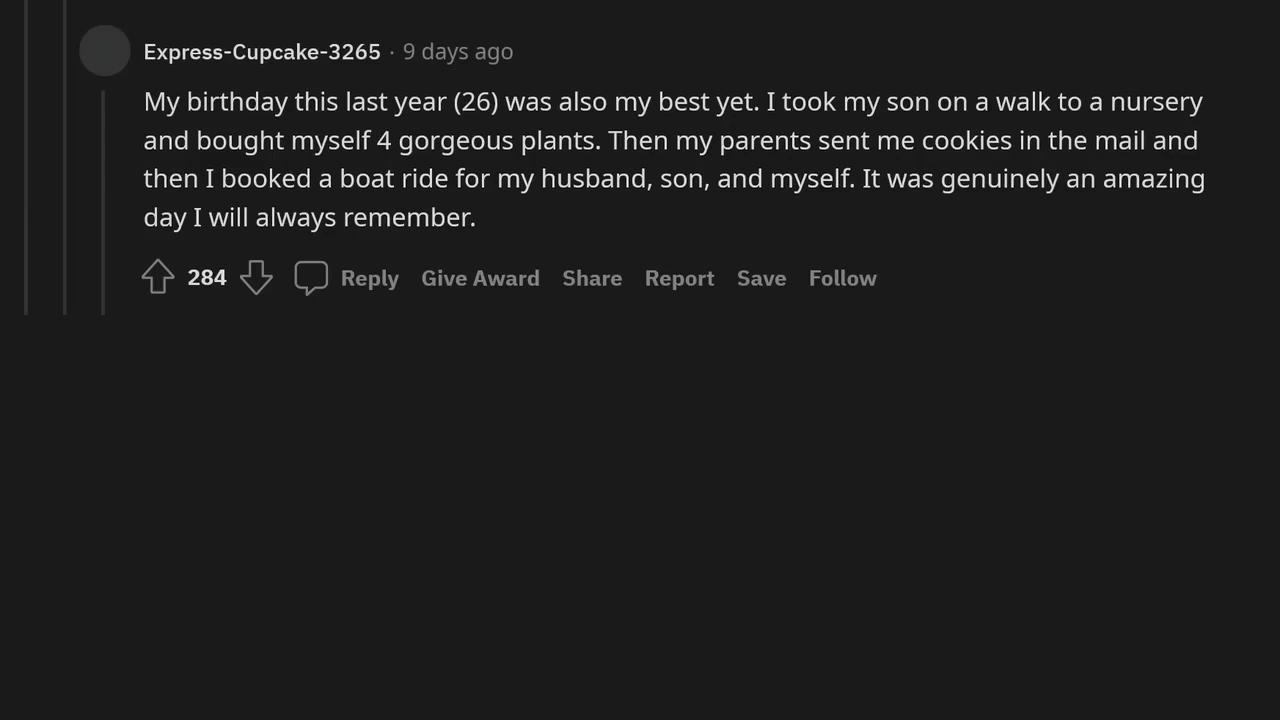 Express-Cupcake-3265 · 9 days ago
My birthday this last year (26) was also my best yet. I took my son on a walk to a nursery
and bought myself 4 gorgeous plants. Then my parents sent me cookies in the mail and
then I booked a boat ride for my husband, son, and myself. It was genuinely an amazing
day I will always remember.
284 Reply Give Award Share Report Save Follow